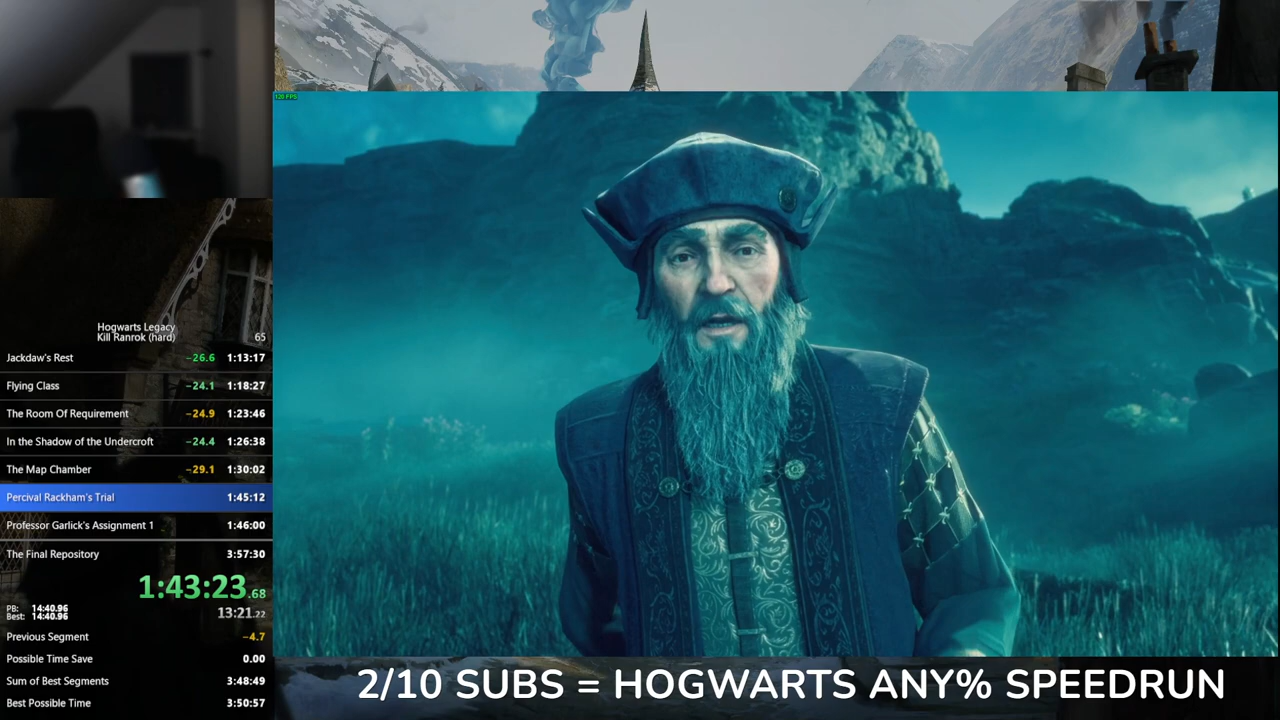 120 FPS
Hogwarts Legacy
Kill Ranrok (hard) 65
Jackdaw's Rest -26.6 1:13:17
Flying Class -24.1 1:18:27
The Room Of Requirement -24.9 1:23:46
In the Shadow of the Undercroft -24.4 1:26:38
The Map Chamber -29.1 1:30:02
Percival Rackham's Trial 1:45:12
Professor Garlick's Assignment 1 1:46:00
The Final Repository 3:57:30
1:43:23.68
PB: 14:40.96 13:21.22
Best: 14:40.96
Previous Segment -4.7
Possible Time Save 0.00
Sum of Best Segments 3:48:49
Best Possible Time 3:50:57
2/10 SUBS = HOGWARTS ANY% SPEEDRUN